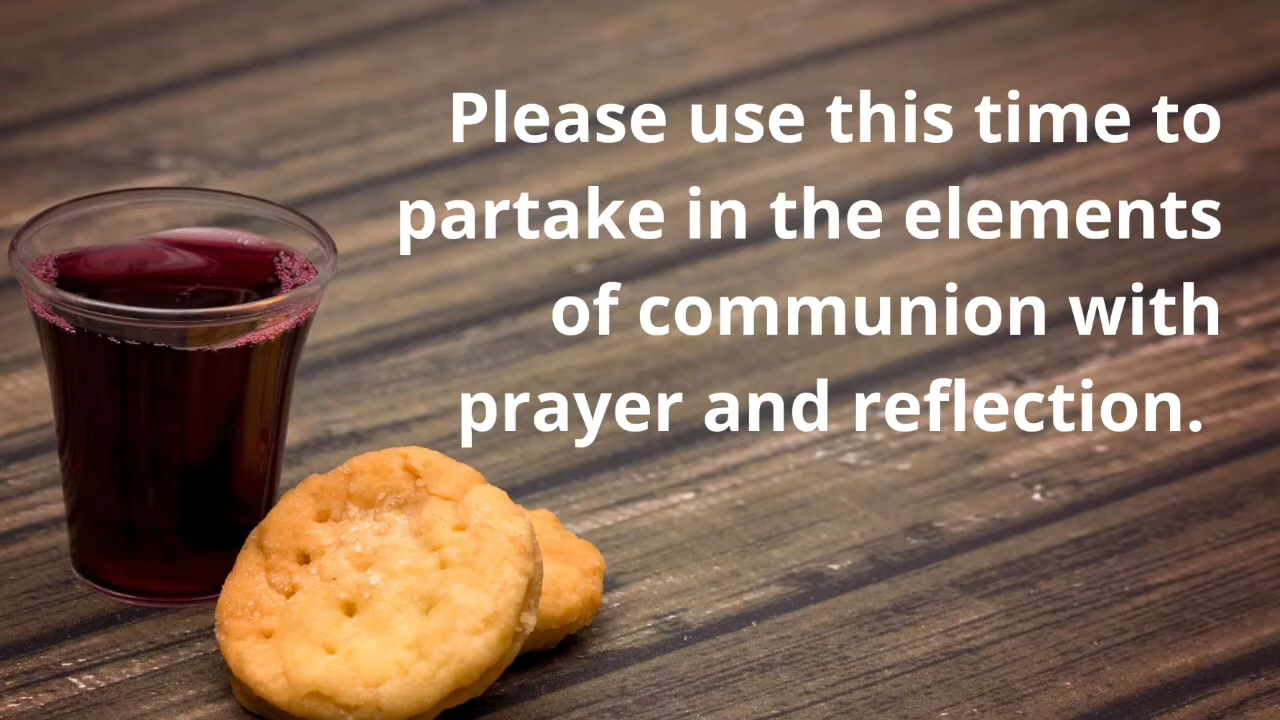 Please use this time to
partake in the elements
of communion with
prayer and reflection.